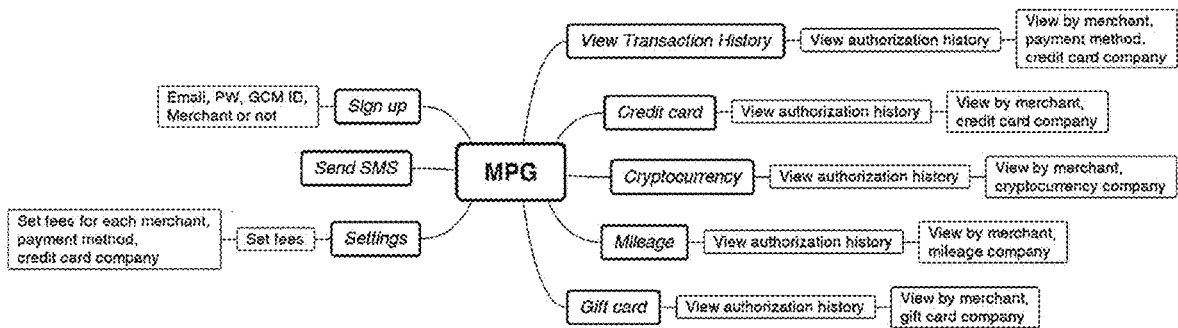 View Transaction History
View authorization history
View by merchant,
payment method,
credit card company
Email, PW, GCM ID,
Merchant or not
Sign up
Credit card
View authorization history
View by merchant,
credit card company
Send SMS
MPG
Cryptocurrency
View authorization history
View by merchant,
cryptocurrency company
Set fees for each merchant,
payment method,
credit card company
Set fees
Settings
Mileage
View authorization history
View by merchant,
mileage company
Gift card
View authorization history
View by merchant,
gift card company